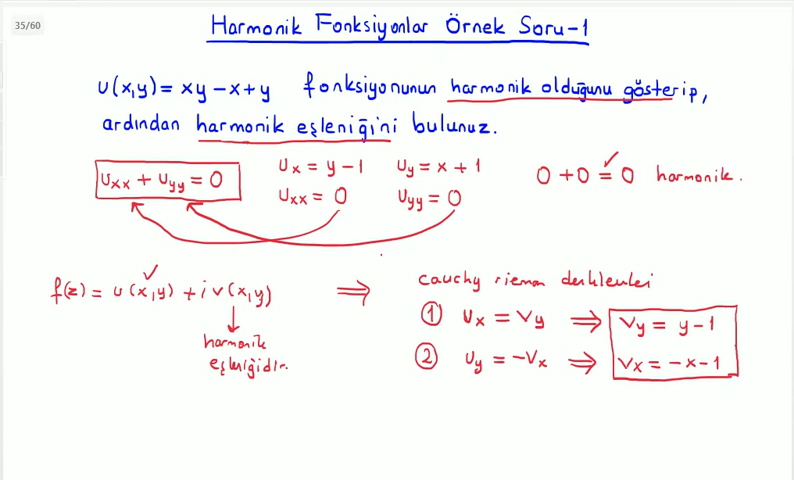 35/60
Harmonik Fonksiyonlar Örnek Soru-1
u(x,y) = xy - x + y fonksiyonunun harmonik olduğunu gösterip,
ardından harmonik eşleniğini bulunuz.
Uxx + Uyy = 0
Ux = y - 1 Uy = x + 1
Uxx = 0 Uyy = 0
0 + 0 = 0 ✓ harmonik.
f(z) = u(x,y) ✓ + i v(x,y) ⇒
harmonik
eşleniğidir.
cauchy rieman denklemleri
① Ux = Vy ⇒ Vy = y - 1
② Uy = -Vx ⇒ Vx = -x - 1